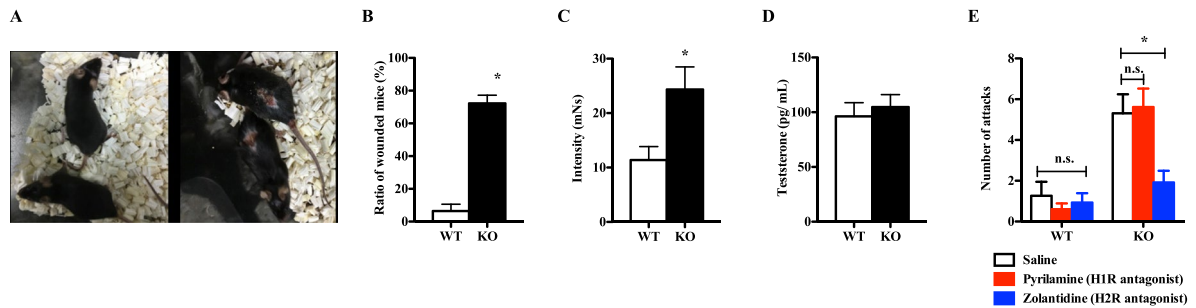 A
B
C
D
E
Ratio of wounded mice (%)
100
80
60
40
20
0
*
WT KO
Intensity (mNs)
30
20
10
0
*
WT KO
Teststerone (pg/ mL)
150
100
50
0
WT KO
Number of attacks
8
6
4
2
0
n.s.
n.s.
*
WT KO
Saline
Pyrilamine (H1R antagonist)
Zolantidine (H2R antagonist)